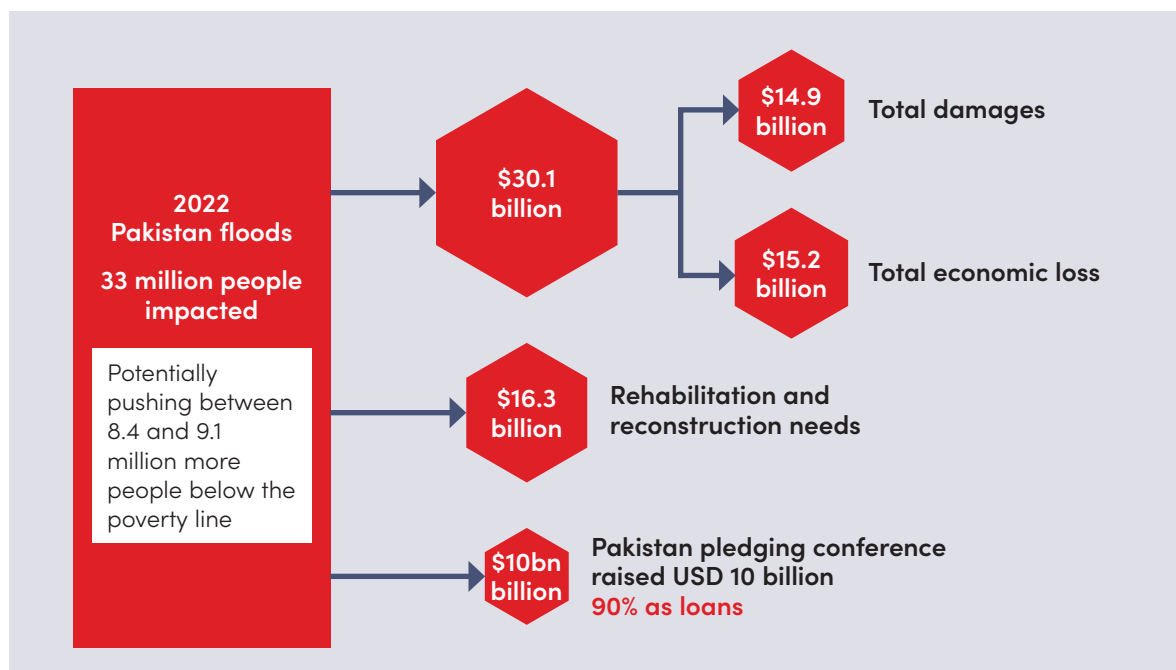 2022
Pakistan floods
33 million people
impacted
Potentially
pushing between
8.4 and 9.1
million more
people below the
poverty line
$30.1
billion
$14.9
billion
Total damages
$15.2
billion
Total economic loss
$16.3
billion
Rehabilitation and
reconstruction needs
$10bn
billion
Pakistan pledging conference
raised USD 10 billion
90% as loans